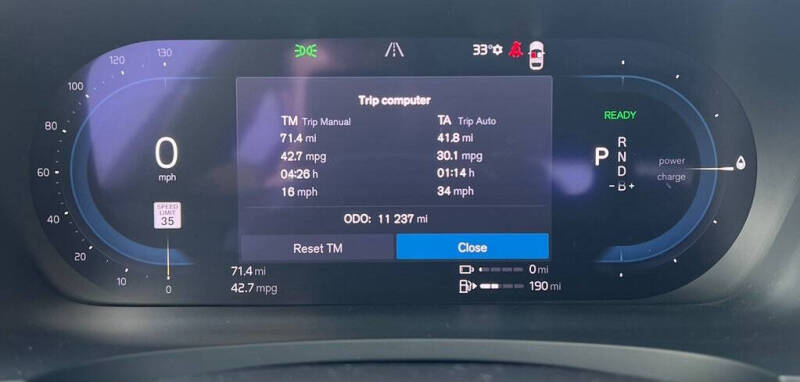 33°
130
120
100
80
60
40
20
10
0
0
mph
SPEED
LIMIT
35
Trip computer
TM Trip Manual
71.4 mi
42.7 mpg
04:26 h
16 mph
TA Trip Auto
41.8 mi
30.1 mpg
01:14 h
34 mph
ODO: 11 237 mi
Reset TM
Close
READY
P
R
N
D
-B+
power
charge
71.4 mi
42.7 mpg
0 mi
190 mi